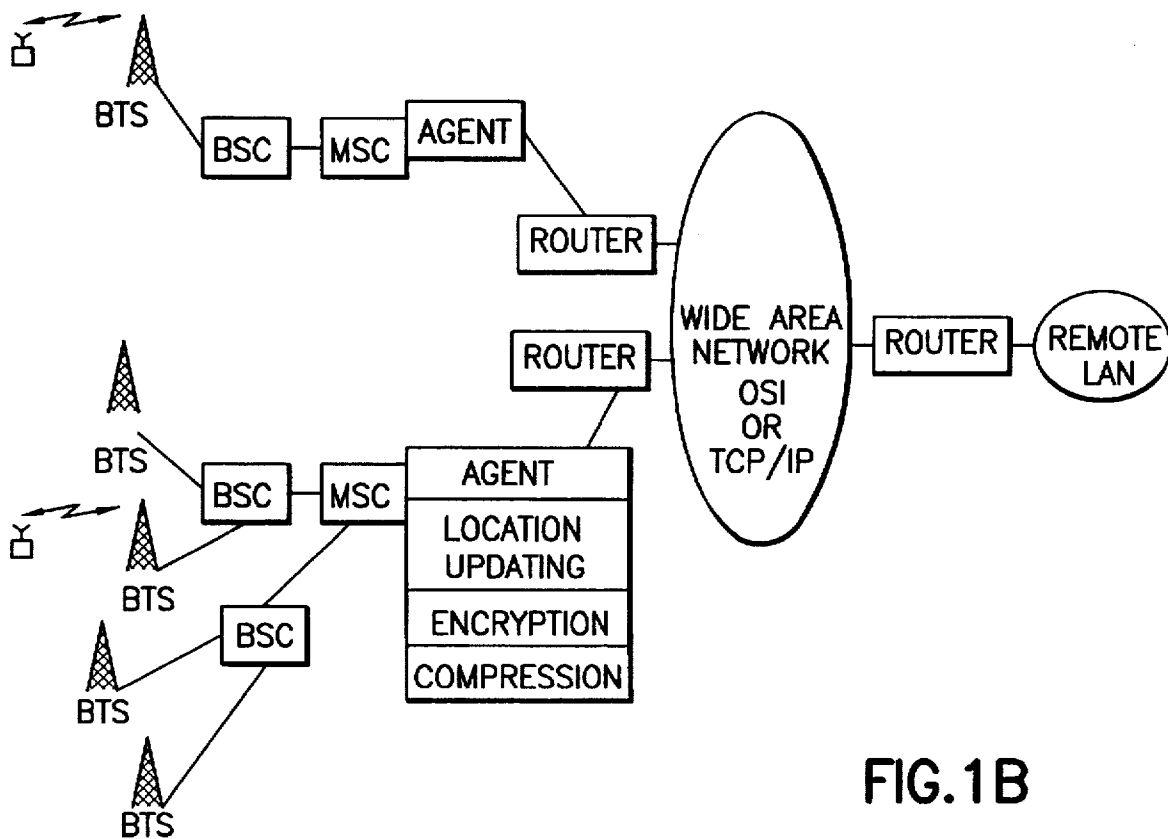 BTS
BSC
MSC
AGENT
ROUTER
WIDE AREA
NETWORK
OSI
OR
TCP/IP
ROUTER
REMOTE
LAN
ROUTER
BTS
BSC
MSC
AGENT
LOCATION
UPDATING
ENCRYPTION
COMPRESSION
BTS
BSC
BTS
BTS
FIG.1B